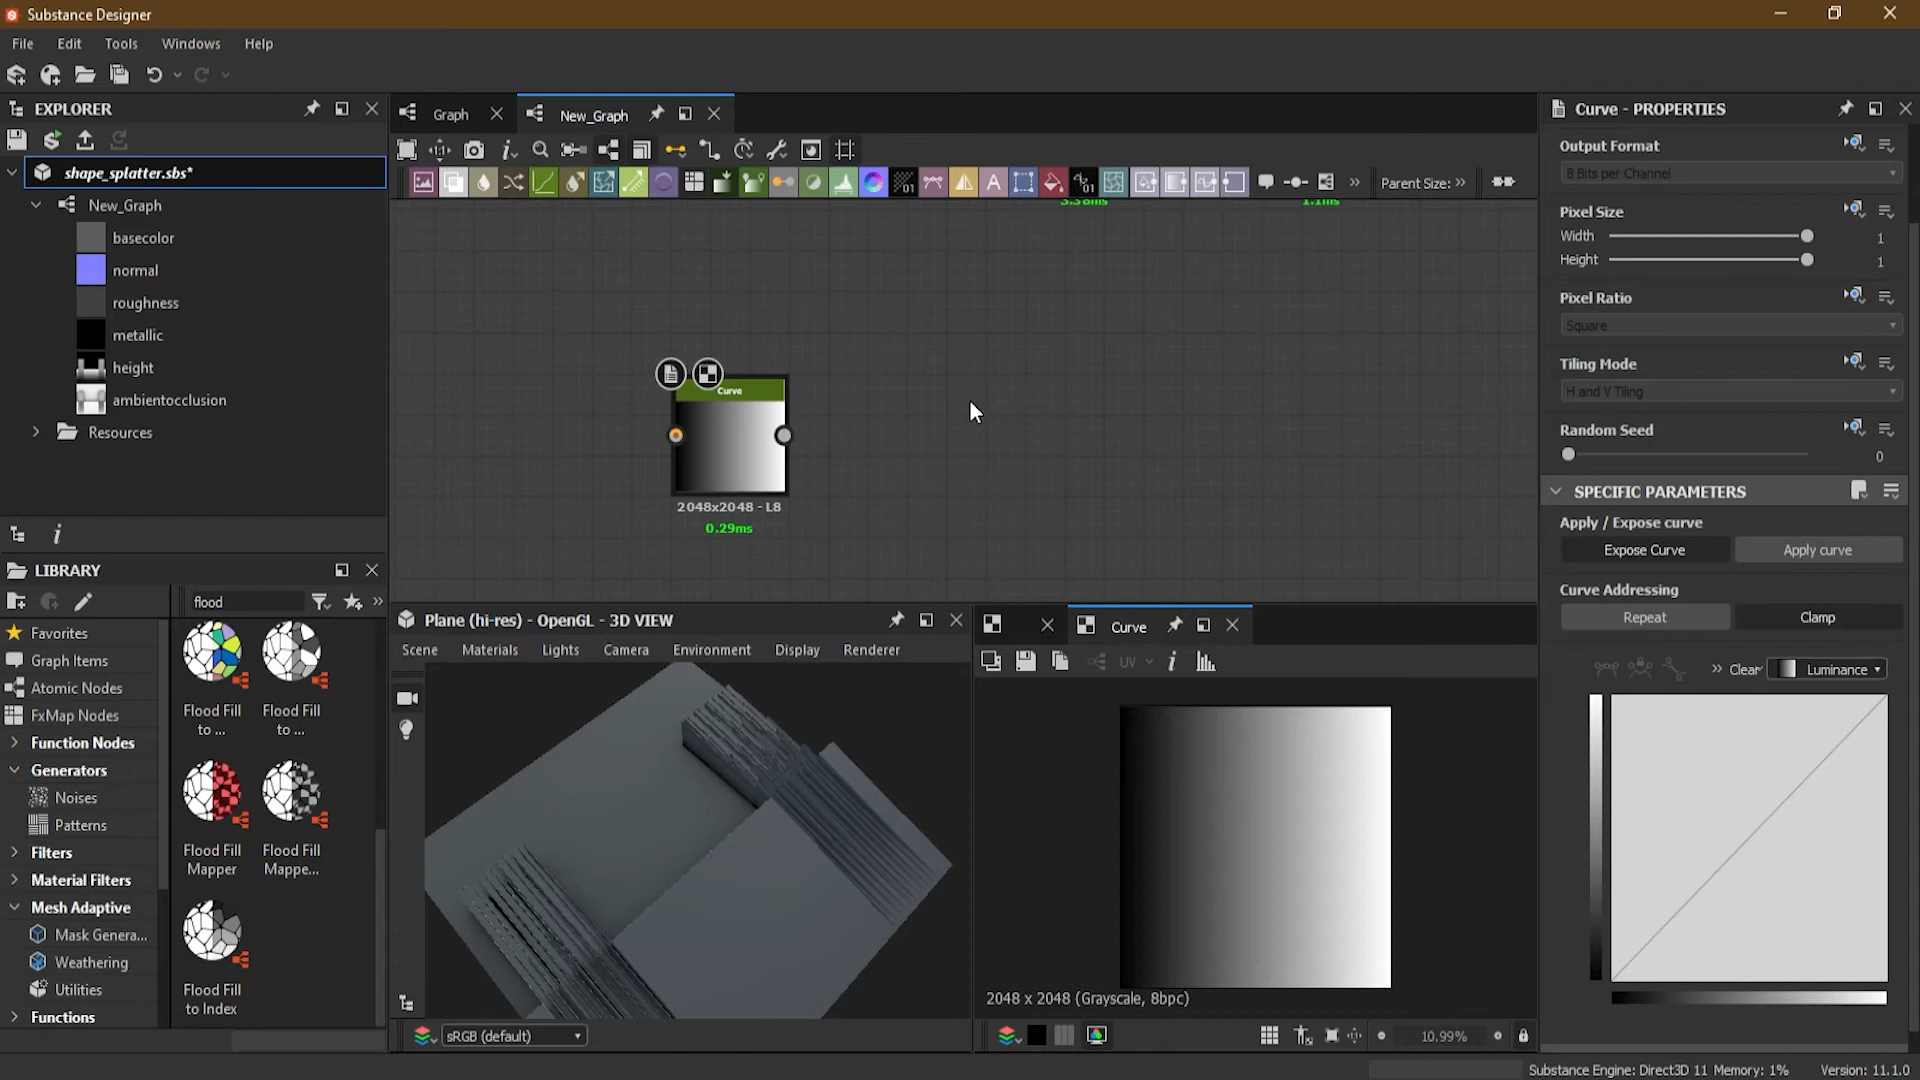 Substance Designer
File Edit Tools Windows Help
EXPLORER
shape_splatter.sbs*
New_Graph
basecolor
normal
roughness
metallic
height
ambientocclusion
Resources
LIBRARY
flood
Favorites
Graph Items
Atomic Nodes
FxMap Nodes
Function Nodes
Generators
Noises
Patterns
Filters
Material Filters
Mesh Adaptive
Mask Genera...
Weathering
Utilities
Functions
Flood Fill to ...
Flood Fill to ...
Flood Fill Mapper
Flood Fill Mappe...
Flood Fill to Index
Graph
New_Graph
Parent Size:
3.38ms
1.1ms
Curve
2048x2048 - L8
0.29ms
Plane (hi-res) - OpenGL - 3D VIEW
Scene Materials Lights Camera Environment Display Renderer
sRGB (default)
Curve
UV
2048 x 2048 (Grayscale, 8bpc)
10.99%
Curve - PROPERTIES
Output Format
8 Bits per Channel
Pixel Size
Width 1
Height 1
Pixel Ratio
Square
Tiling Mode
H and V Tiling
Random Seed
0
SPECIFIC PARAMETERS
Apply / Expose curve
Expose Curve Apply curve
Curve Addressing
Repeat Clamp
Clear Luminance
Substance Engine: Direct3D 11 Memory: 1% Version: 11.1.0